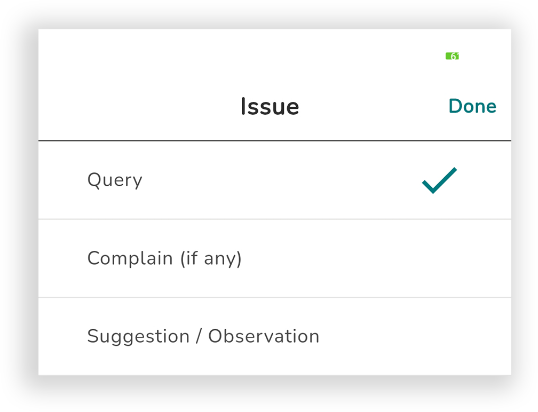 Issue
Done
Query
Complain (if any)
Suggestion / Observation